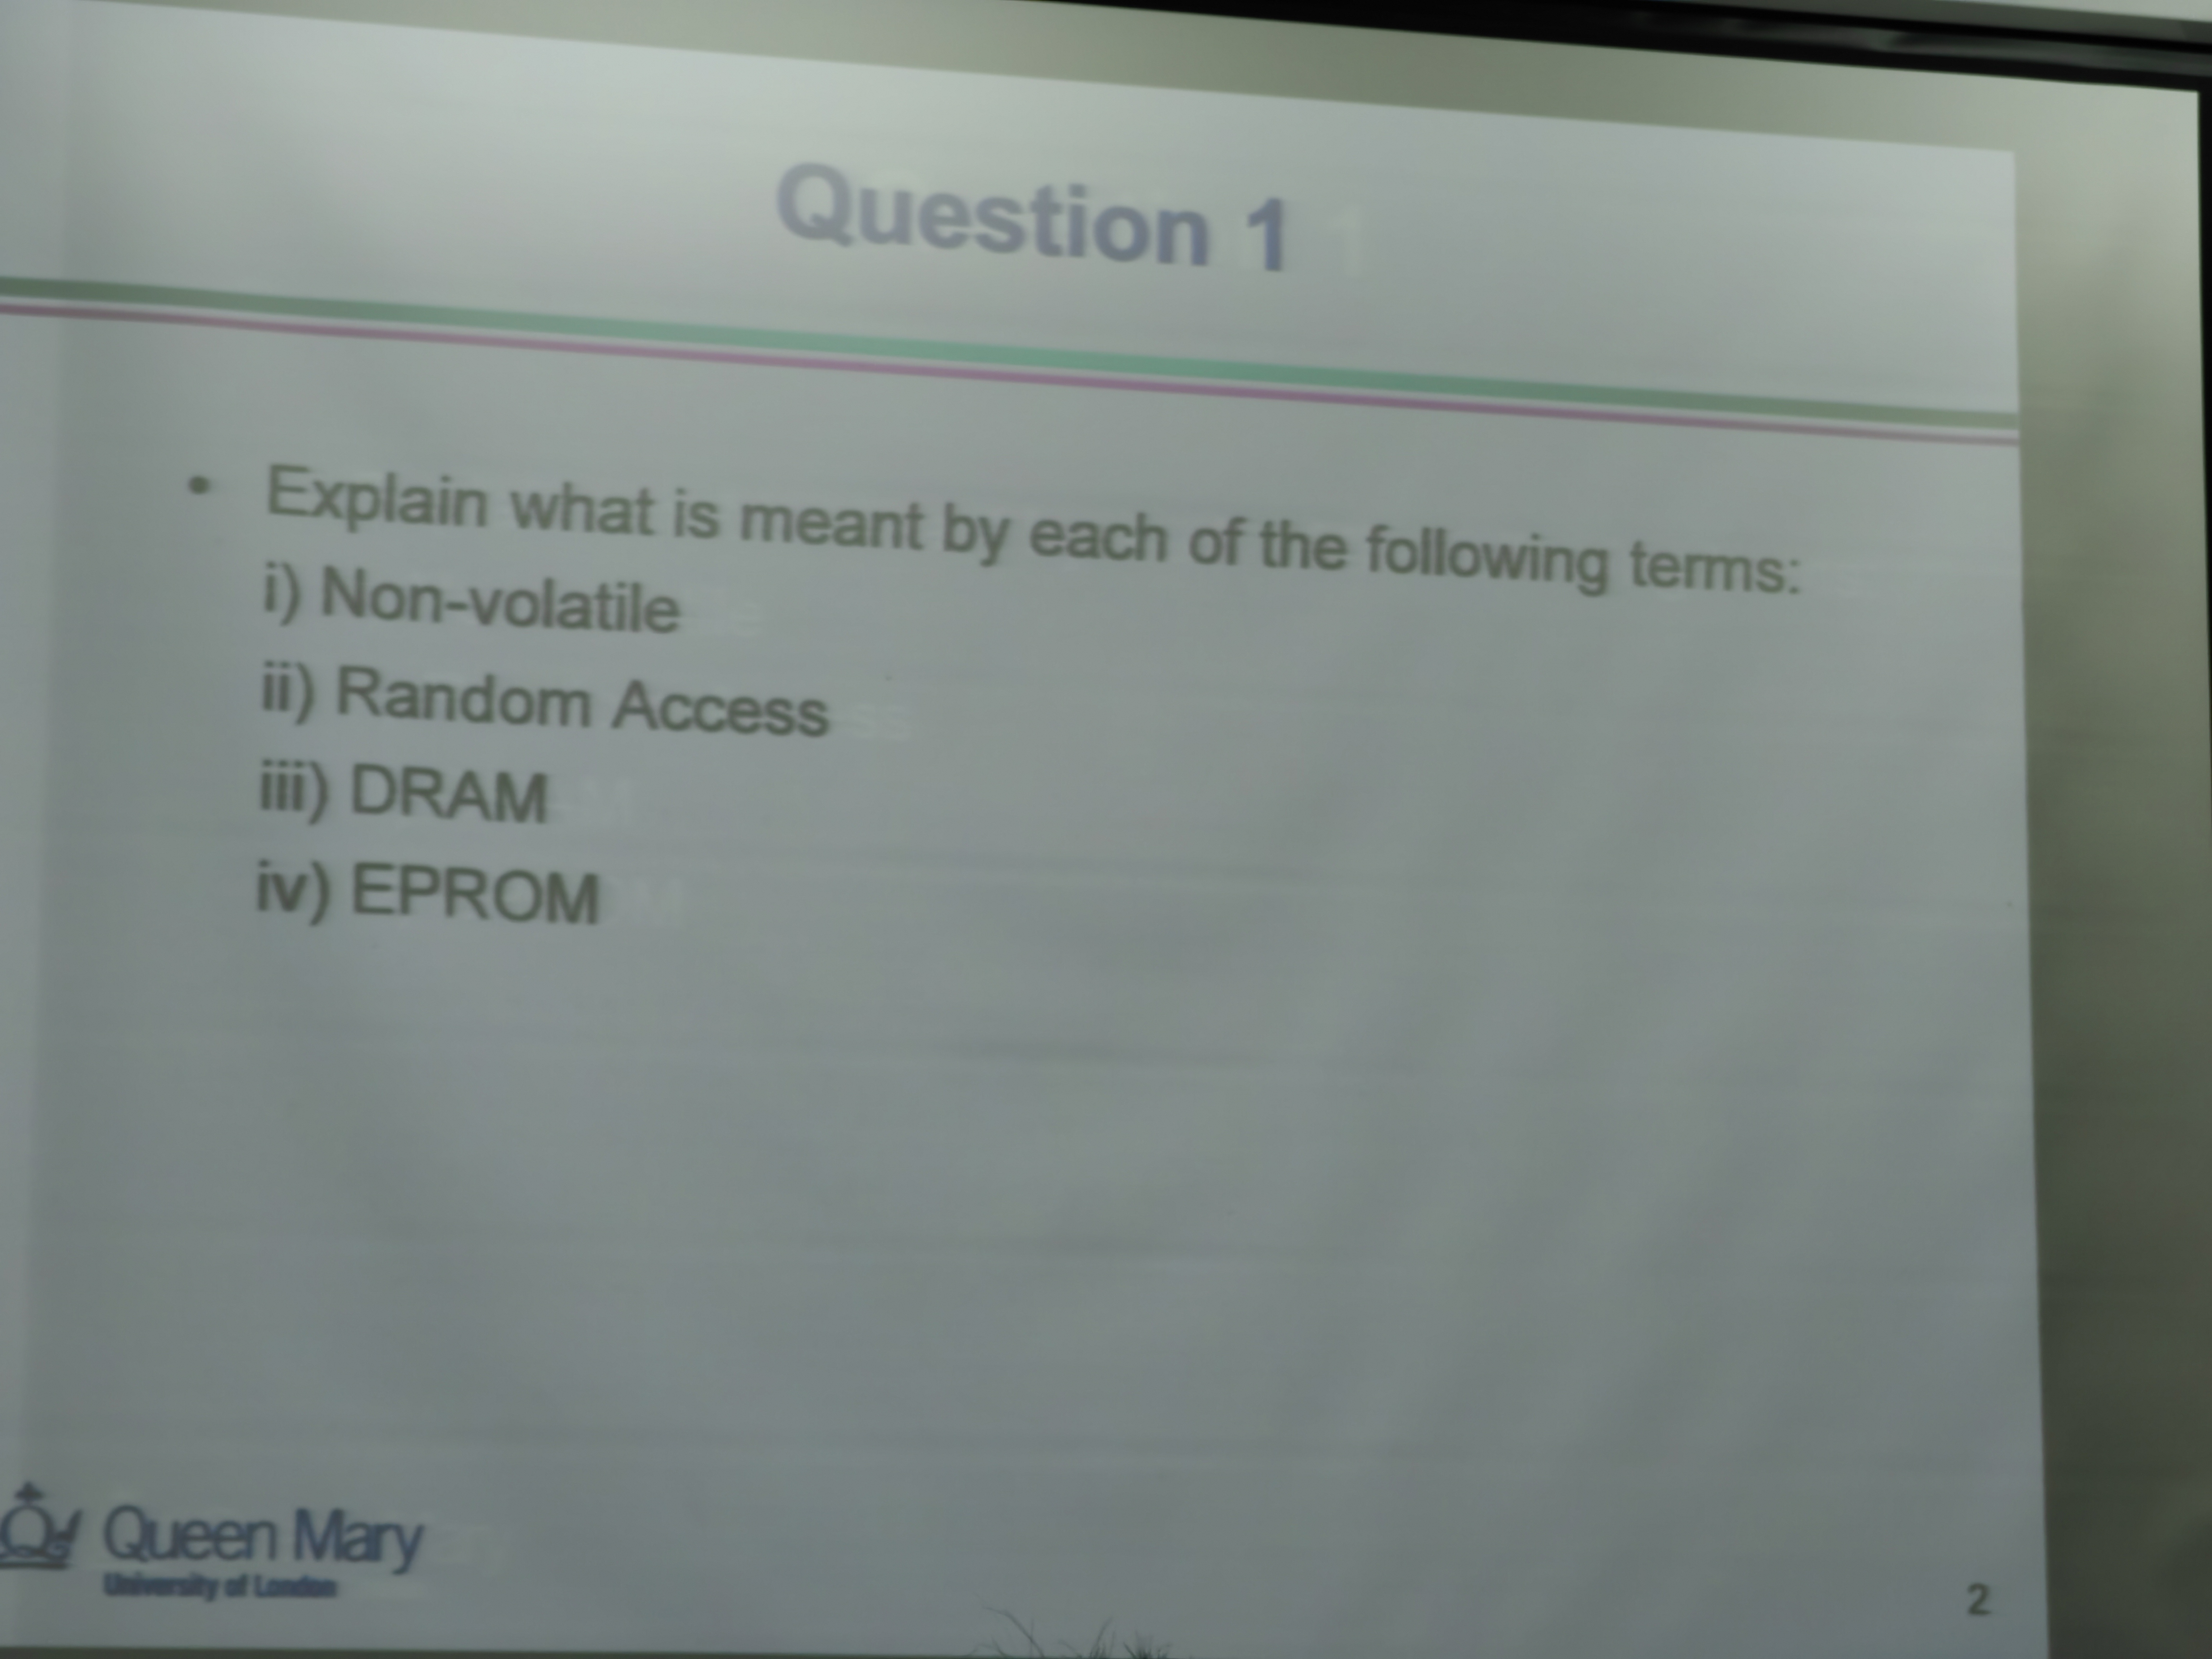 Question 1
• Explain what is meant by each of the following terms:
i) Non-volatile
ii) Random Access
iii) DRAM
iv) EPROM
Queen Mary
University of London
2